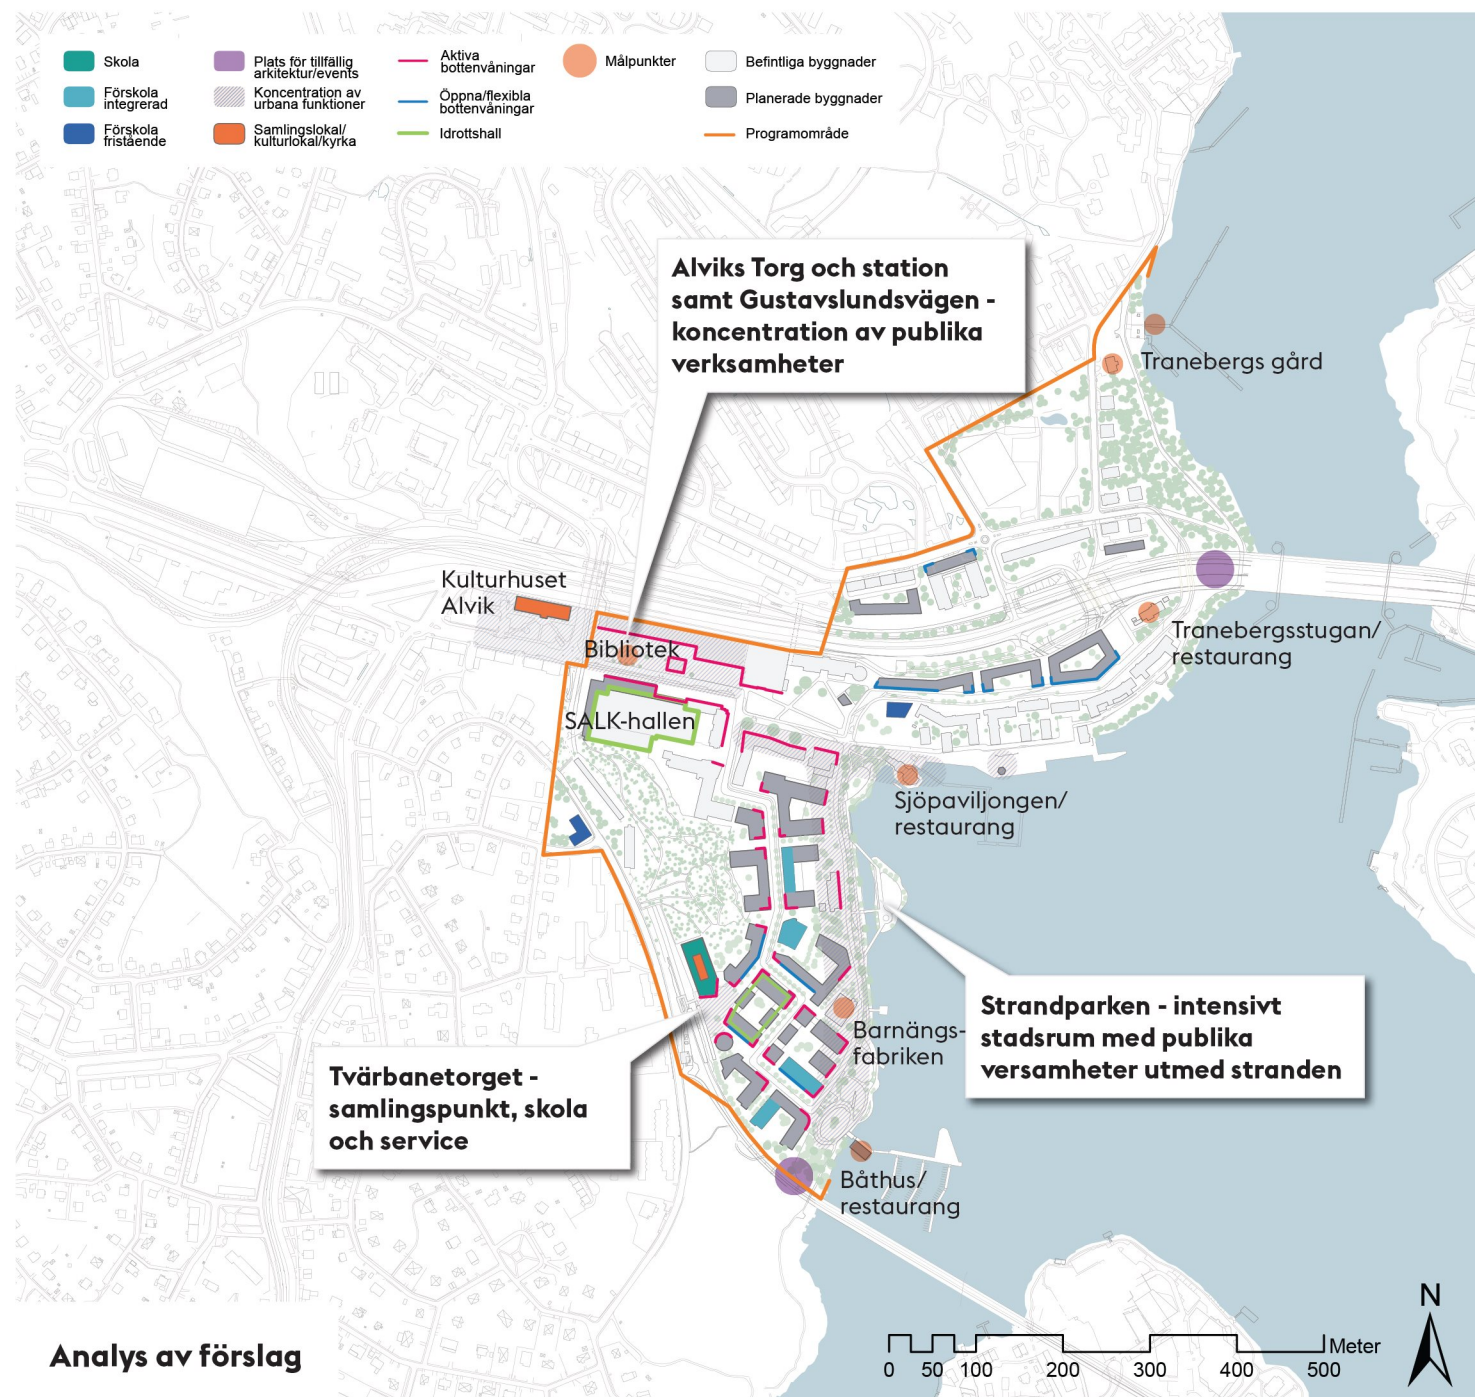 Skola
Förskola
integrerad
Förskola
fristående
Plats för tillfällig
arkitektur/events
Koncentration av
urbana funktioner
Samlingslokal/
kulturlokal/kyrka
Aktiva
bottenvåningar
Öppna/flexibla
bottenvåningar
Idrottshall
Målpunkter
Befintliga byggnader
Planerade byggnader
Programområde
Alviks Torg och station
samt Gustavslundsvägen -
koncentration av publika
verksamheter
Tranebergs gård
Kulturhuset
Alvik
Bibliotek
Tranebergsstugan/
restaurang
SALK-hallen
Sjöpaviljongen/
restaurang
Strandparken - intensivt
stadsrum med publika
versamheter utmed stranden
Barnängs-
fabriken
Tvärbanetorget -
samlingspunkt, skola
och service
Båthus/
restaurang
Analys av förslag
N
Meter
0 50 100 200 300 400 500